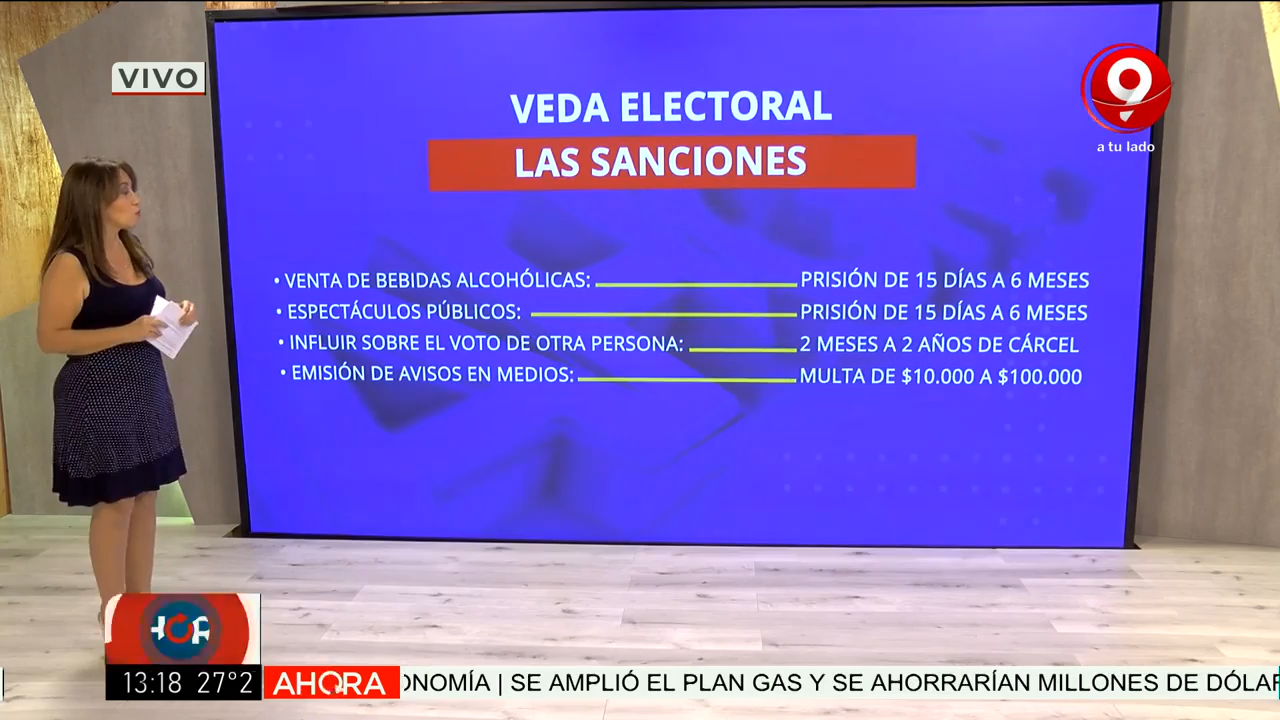 VIVO
9
a tu lado
VEDA ELECTORAL
LAS SANCIONES
• VENTA DE BEBIDAS ALCOHÓLICAS: PRISIÓN DE 15 DÍAS A 6 MESES
• ESPECTÁCULOS PÚBLICOS: PRISIÓN DE 15 DÍAS A 6 MESES
• INFLUIR SOBRE EL VOTO DE OTRA PERSONA: 2 MESES A 2 AÑOS DE CÁRCEL
• EMISIÓN DE AVISOS EN MEDIOS: MULTA DE $10.000 A $100.000
13:18 27°2 AHORA ONOMÍA | SE AMPLIÓ EL PLAN GAS Y SE AHORRARÍAN MILLONES DE DÓLAR